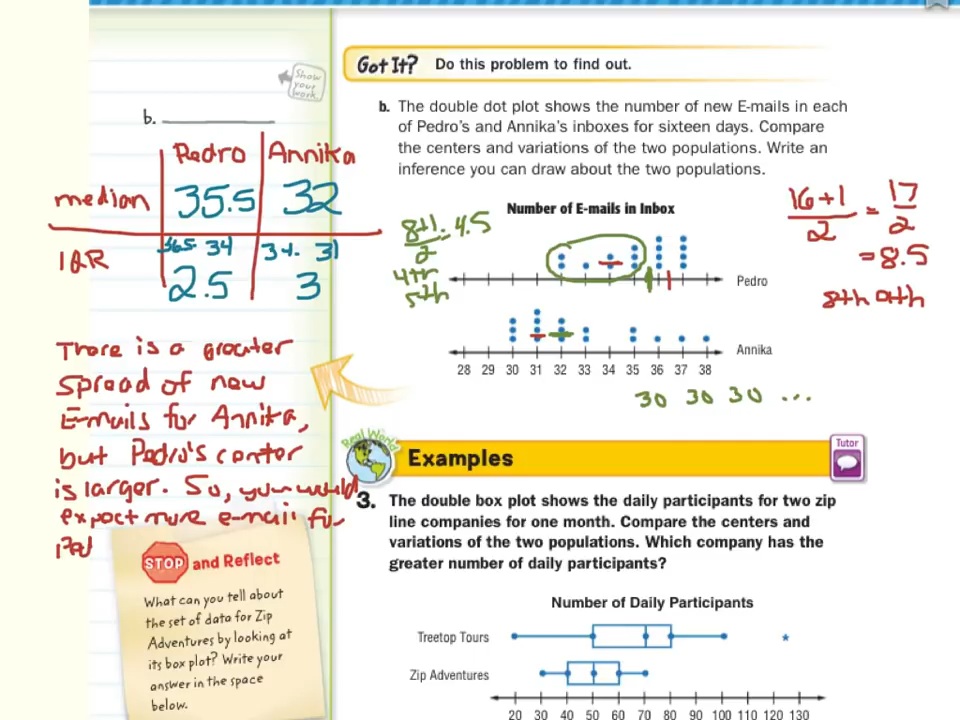 Got It? Do this problem to find out.
Show
your
work.
b.
b. The double dot plot shows the number of new E-mails in each
of Pedro's and Annika's inboxes for sixteen days. Compare
the centers and variations of the two populations. Write an
inference you can draw about the two populations.
Pedro Annika
median 35.5 32
IQR 36.5 34 34. 31
2.5 3
Number of E-mails in Inbox
8+1 = 4.5
2
4th
5th
Pedro
Annika
28 29 30 31 32 33 34 35 36 37 38
16+1 = 17
2 2
=8.5
8th 9th
30 30 30 ...
There is a greater
spread of new
E-mails for Annika,
but Pedro's center
is larger. So, you would
expect more e-mail for
Ped
Real World
Examples
Tutor
3. The double box plot shows the daily participants for two zip
line companies for one month. Compare the centers and
variations of the two populations. Which company has the
greater number of daily participants?
STOP and Reflect
What can you tell about
the set of data for Zip
Adventures by looking at
its box plot? Write your
answer in the space
below.
Number of Daily Participants
Treetop Tours
*
Zip Adventures
20 30 40 50 60 70 80 90 100 110 120 130